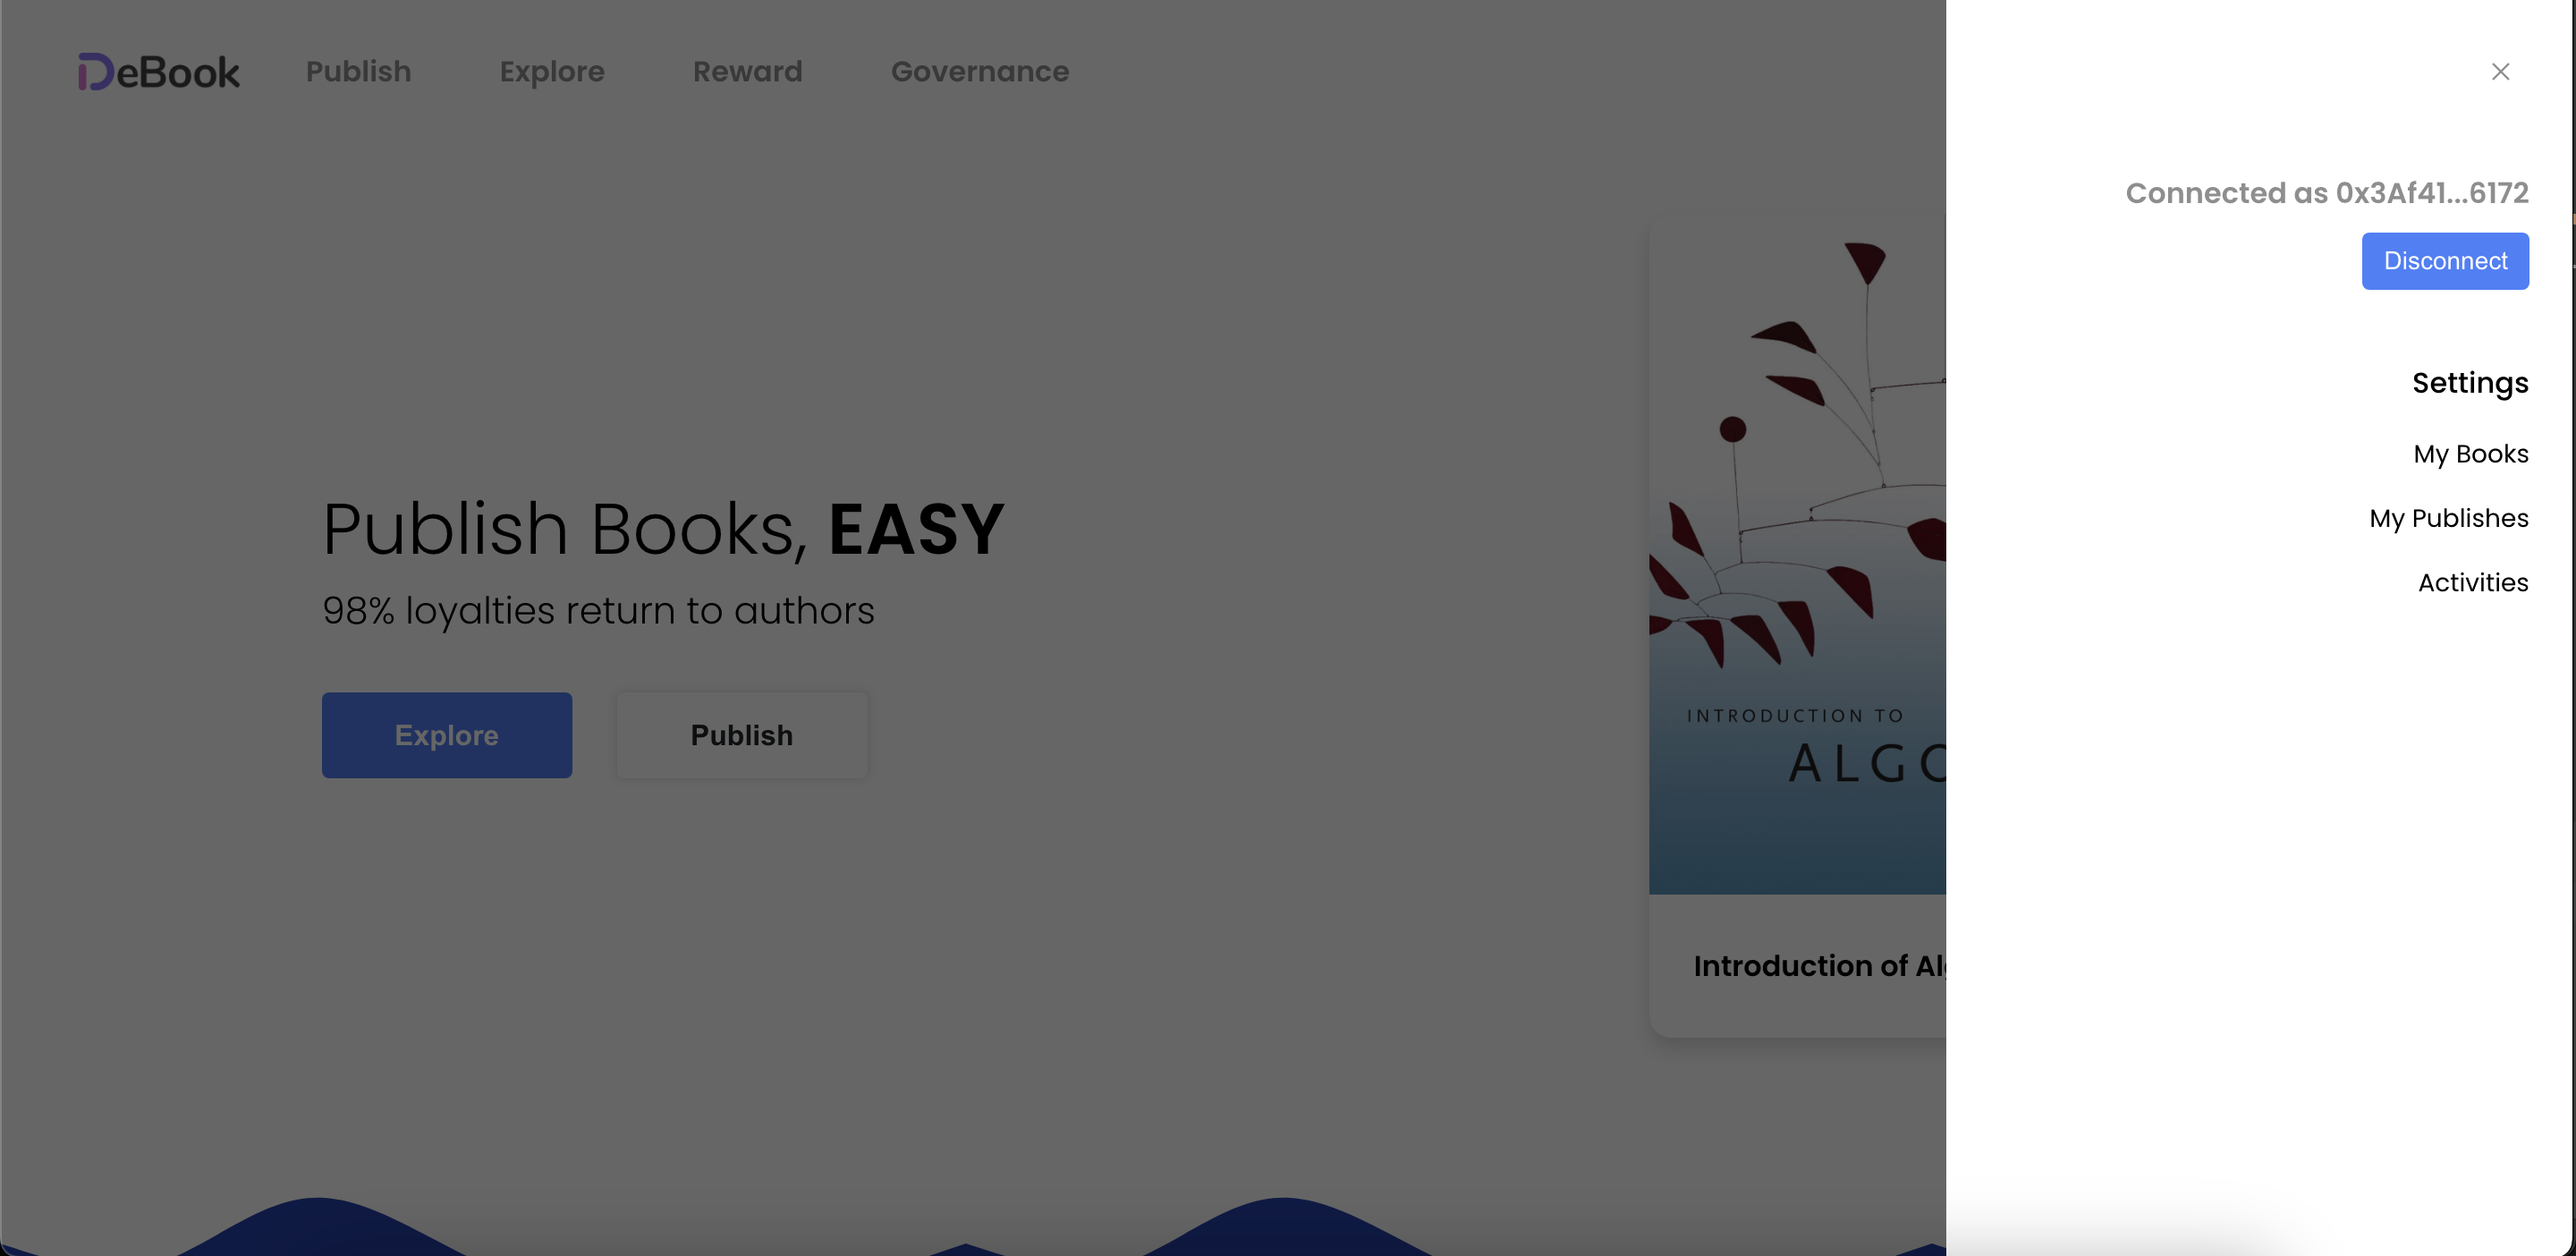 DeBook Publish Explore Reward Governance
Connected as 0x3Af41...6172
Disconnect
Settings
My Books
My Publishes
Activities
Publish Books, EASY
98% loyalties return to authors
Explore Publish
INTRODUCTION TO
ALGO
Introduction of Al